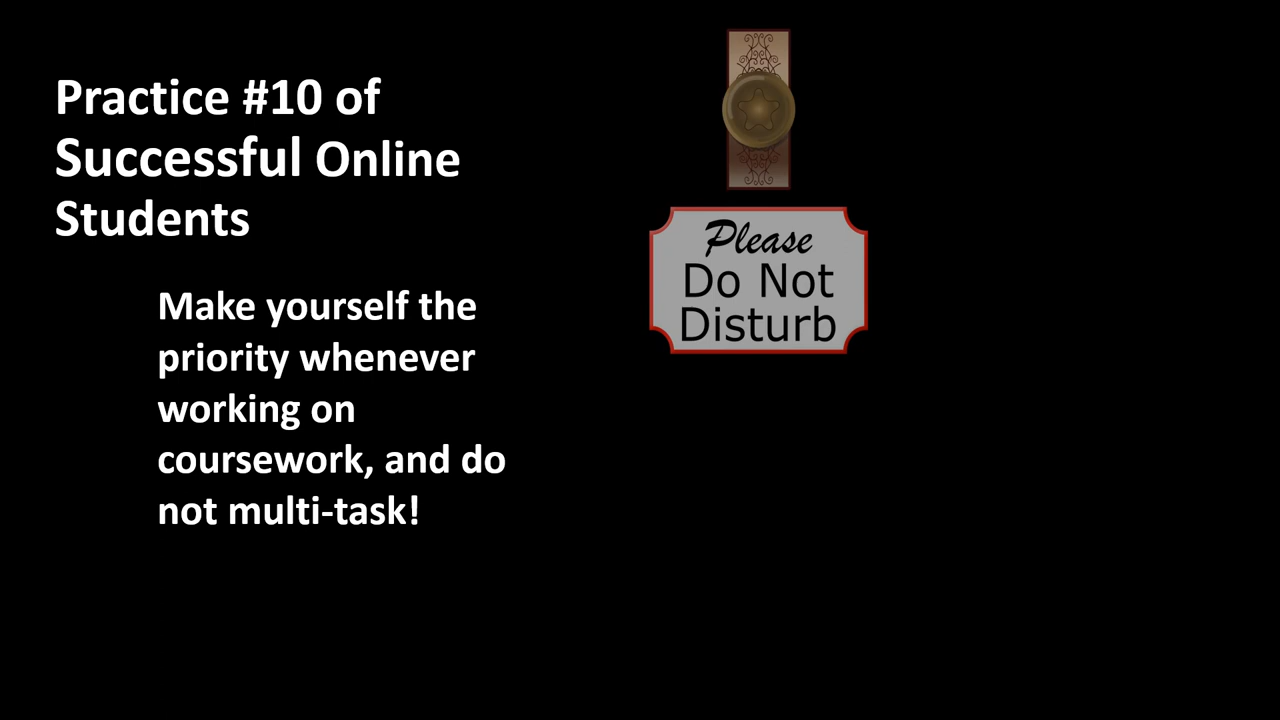 Practice #10 of
Successful Online
Students
Make yourself the
priority whenever
working on
coursework, and do
not multi-task!
Please
Do Not
Disturb